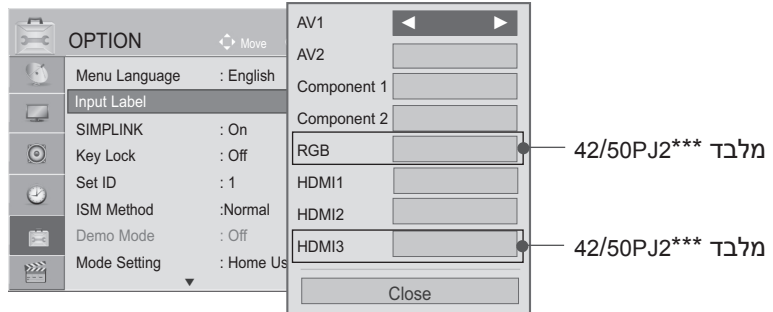 OPTION
Move
Menu Language : English
Input Label
SIMPLINK : On
Key Lock : Off
Set ID : 1
ISM Method :Normal
Demo Mode : Off
Mode Setting : Home Us
AV1
AV2
Component 1
Component 2
RGB
HDMI1
HDMI2
HDMI3
Close
מלבד 42/50PJ2***
מלבד 42/50PJ2***